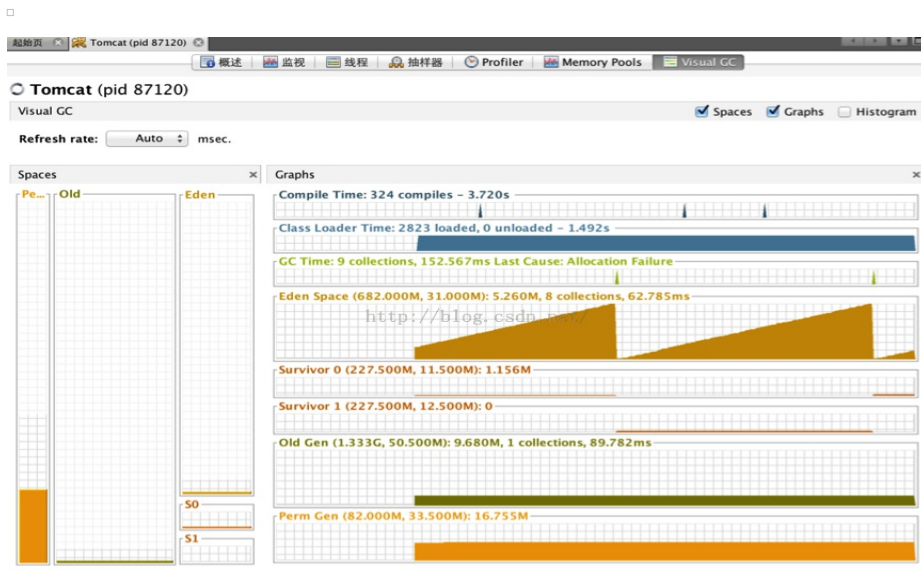 起始页 Tomcat (pid 87120)
概述 监视 线程 抽样器 Profiler Memory Pools Visual GC
Tomcat (pid 87120)
Visual GC
Spaces Graphs Histogram
Refresh rate: Auto msec.
Spaces
Pe... Old Eden
S0
S1
Graphs
Compile Time: 324 compiles - 3.720s
Class Loader Time: 2823 loaded, 0 unloaded - 1.492s
GC Time: 9 collections, 152.567ms Last Cause: Allocation Failure
Eden Space (682.000M, 31.000M): 5.260M, 8 collections, 62.785ms
http://blog.csdn.net/
Survivor 0 (227.500M, 11.500M): 1.156M
Survivor 1 (227.500M, 12.500M): 0
Old Gen (1.333G, 50.500M): 9.680M, 1 collections, 89.782ms
Perm Gen (82.000M, 33.500M): 16.755M